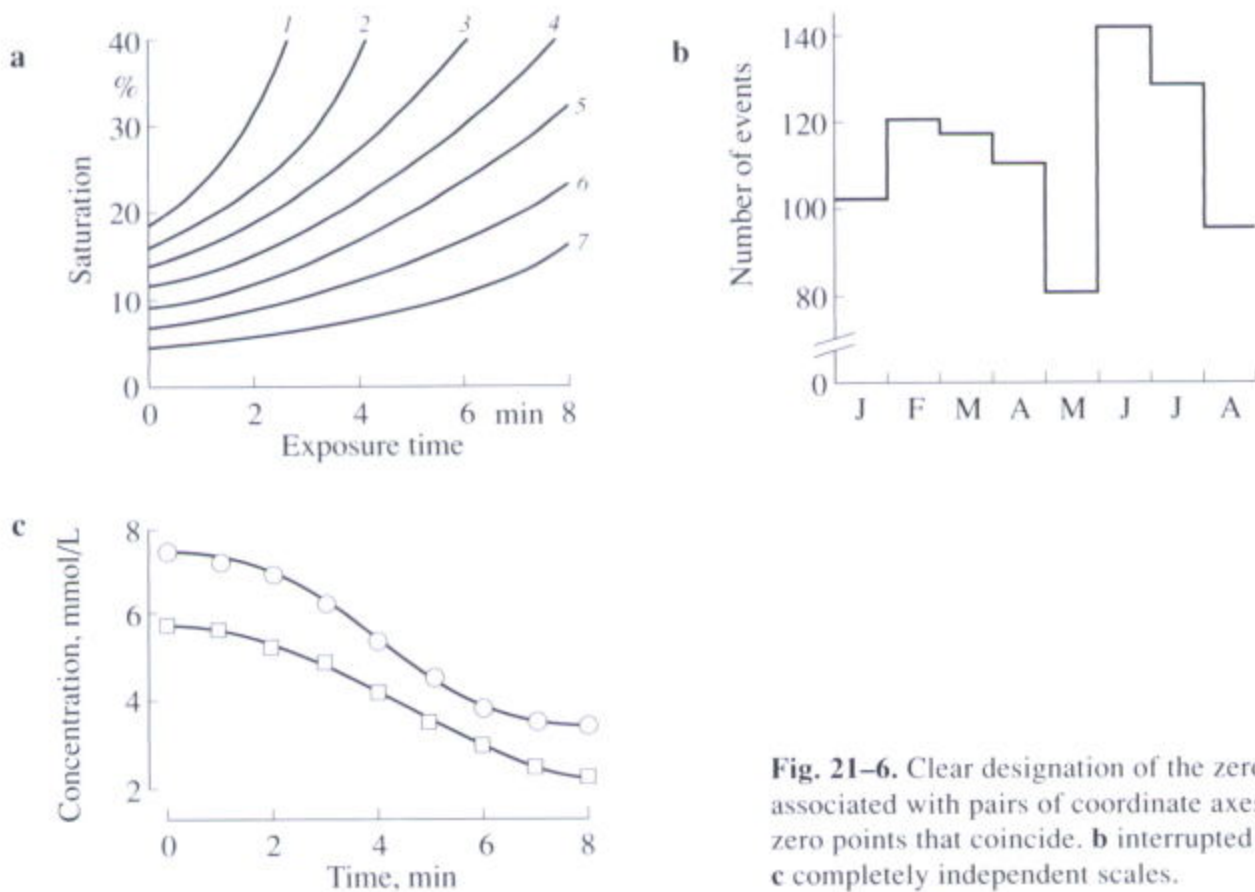 a
40
%
30
20
10
0
Saturation
1
2
3
4
5
6
7
0 2 4 6 min 8
Exposure time
b
140
120
100
80
0
Number of events
J F M A M J J A
c
8
6
4
2
Concentration, mmol/L
0 2 4 6 8
Time, min
Fig. 21–6. Clear designation of the zero
associated with pairs of coordinate axes
zero points that coincide. b interrupted
c completely independent scales.